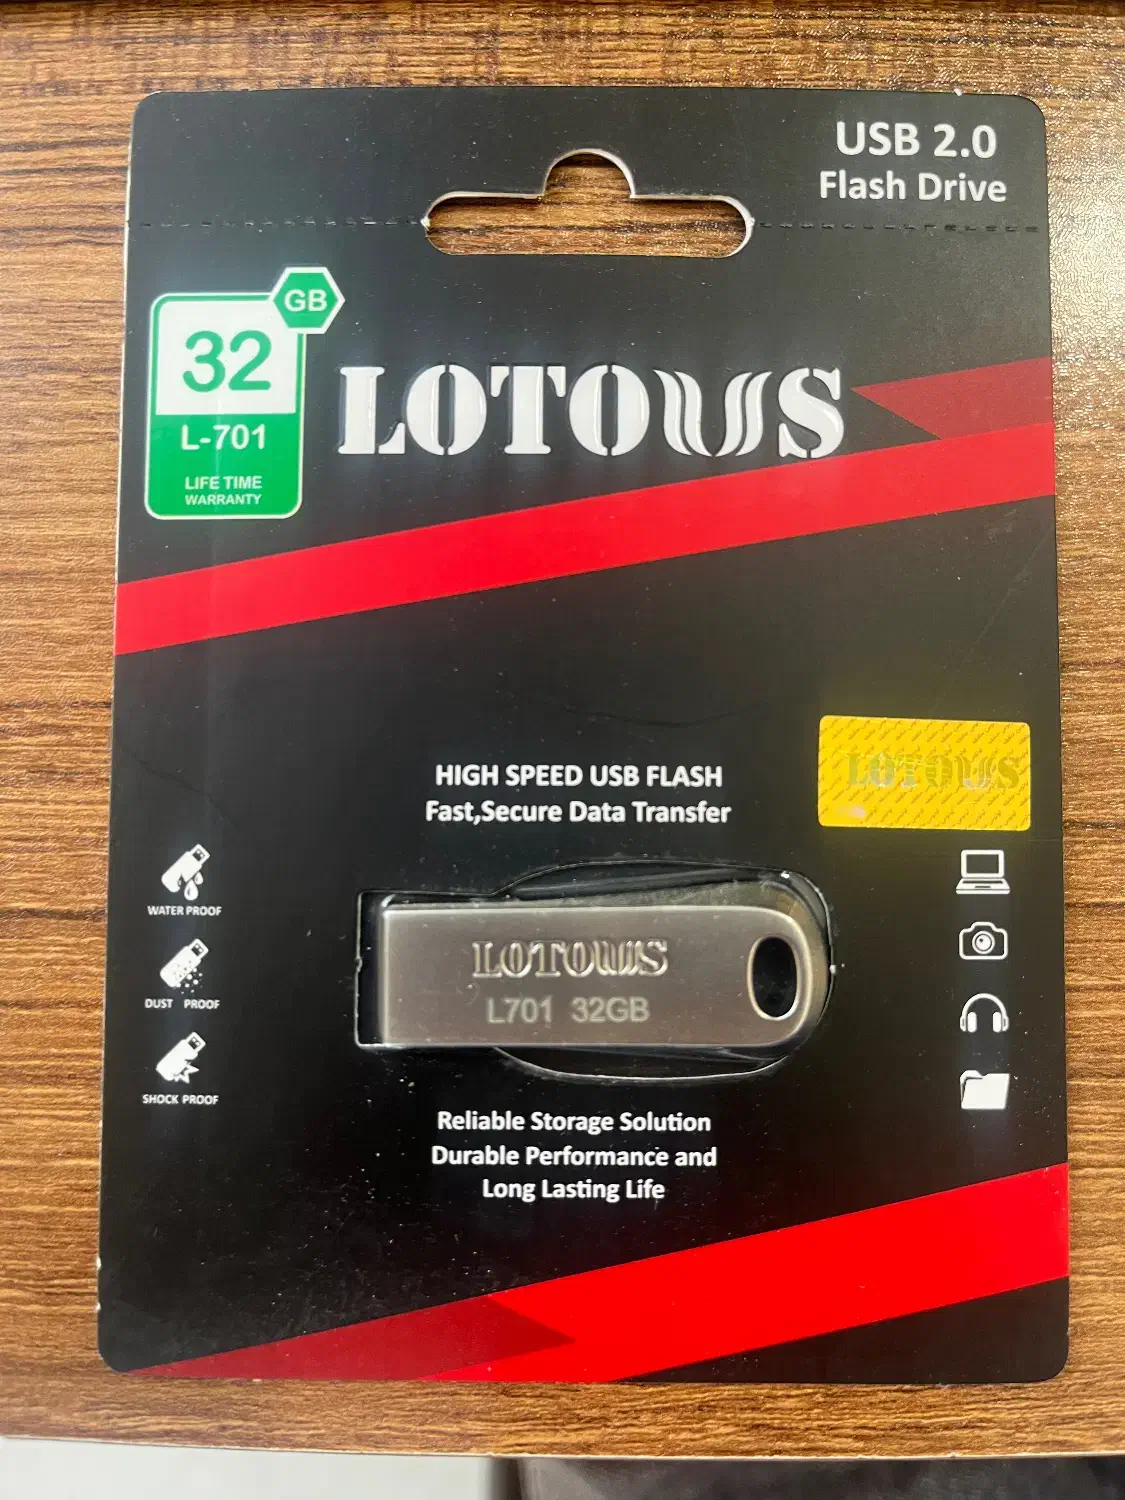 USB 2.0
Flash Drive
GB
32
L-701
LIFE TIME
WARRANTY
LOTOUS
HIGH SPEED USB FLASH
Fast,Secure Data Transfer
LOTOUS
WATER PROOF
DUST PROOF
SHOCK PROOF
LOTOUS
L701 32GB
Reliable Storage Solution
Durable Performance and
Long Lasting Life